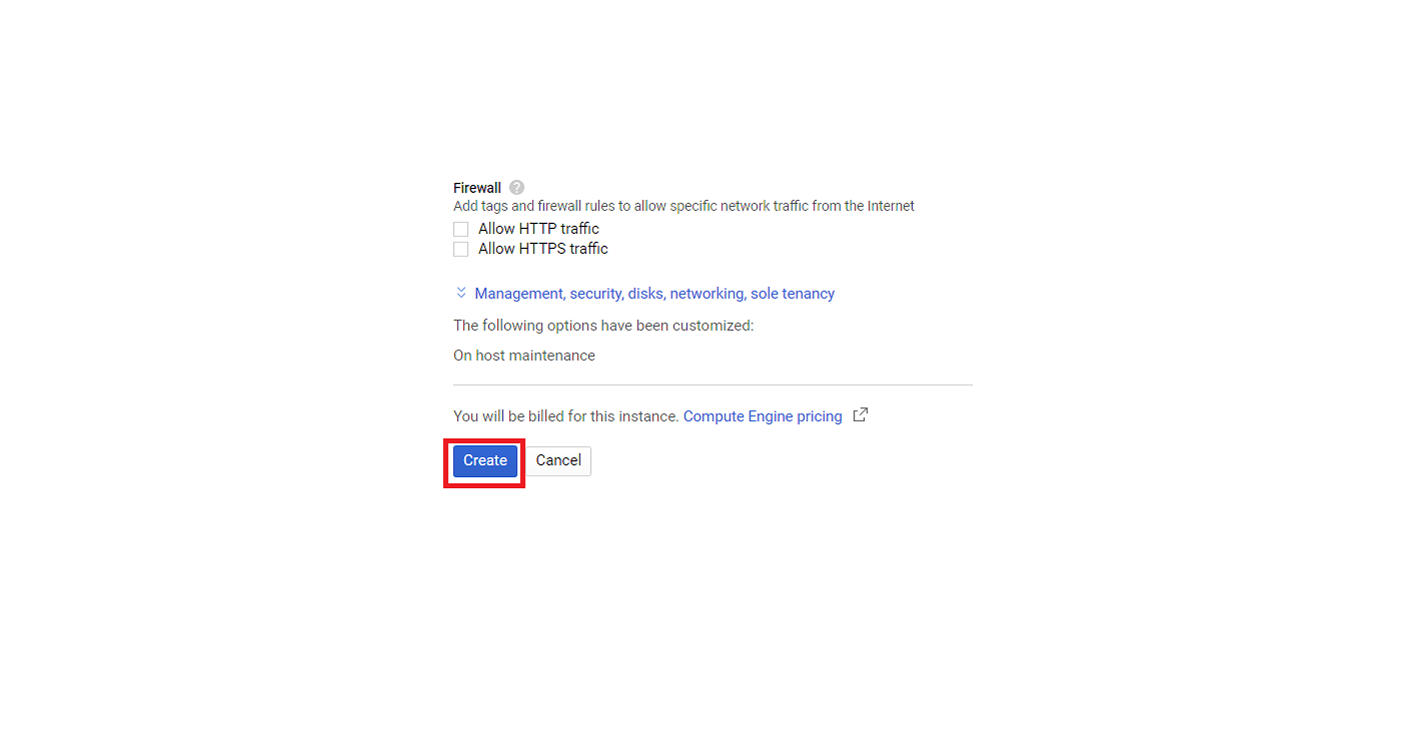 Firewall ?
Add tags and firewall rules to allow specific network traffic from the Internet
Allow HTTP traffic
Allow HTTPS traffic
Management, security, disks, networking, sole tenancy
The following options have been customized:
On host maintenance
You will be billed for this instance. Compute Engine pricing
Create Cancel